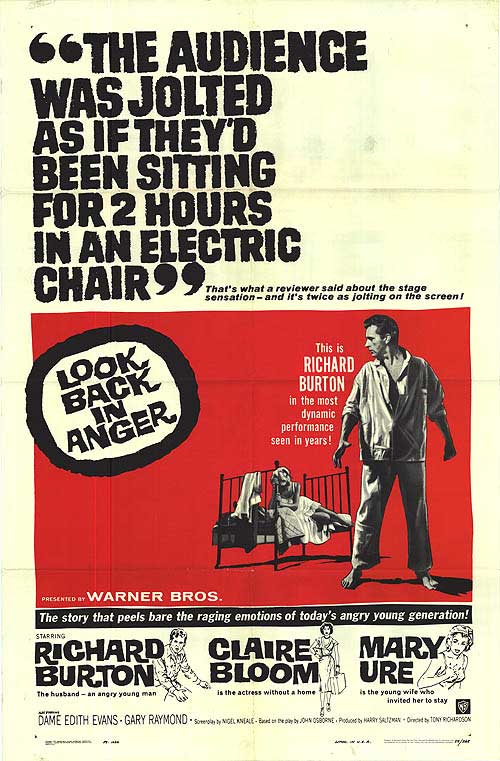 “THE AUDIENCE
WAS JOLTED
AS IF THEY'D
BEEN SITTING
FOR 2 HOURS
IN AN ELECTRIC
CHAIR”
That's what a reviewer said about the stage
sensation—and it's twice as jolting on the screen!
LOOK
BACK
IN
ANGER
This is
RICHARD
BURTON
in the most
dynamic
performance
seen in years!
PRESENTED BY WARNER BROS.
The story that peels bare the raging emotions of today's angry young generation!
STARRING
RICHARD
BURTON
The husband – an angry young man
CLAIRE
BLOOM
is the actress without a home
MARY
URE
is the young wife who
invited her to stay
ALSO STARRING
DAME EDITH EVANS · GARY RAYMOND · Screenplay by NIGEL KNEALE · Based on the play by JOHN OSBORNE · Produced by HARRY SALTZMAN · Directed by TONY RICHARDSON
WB